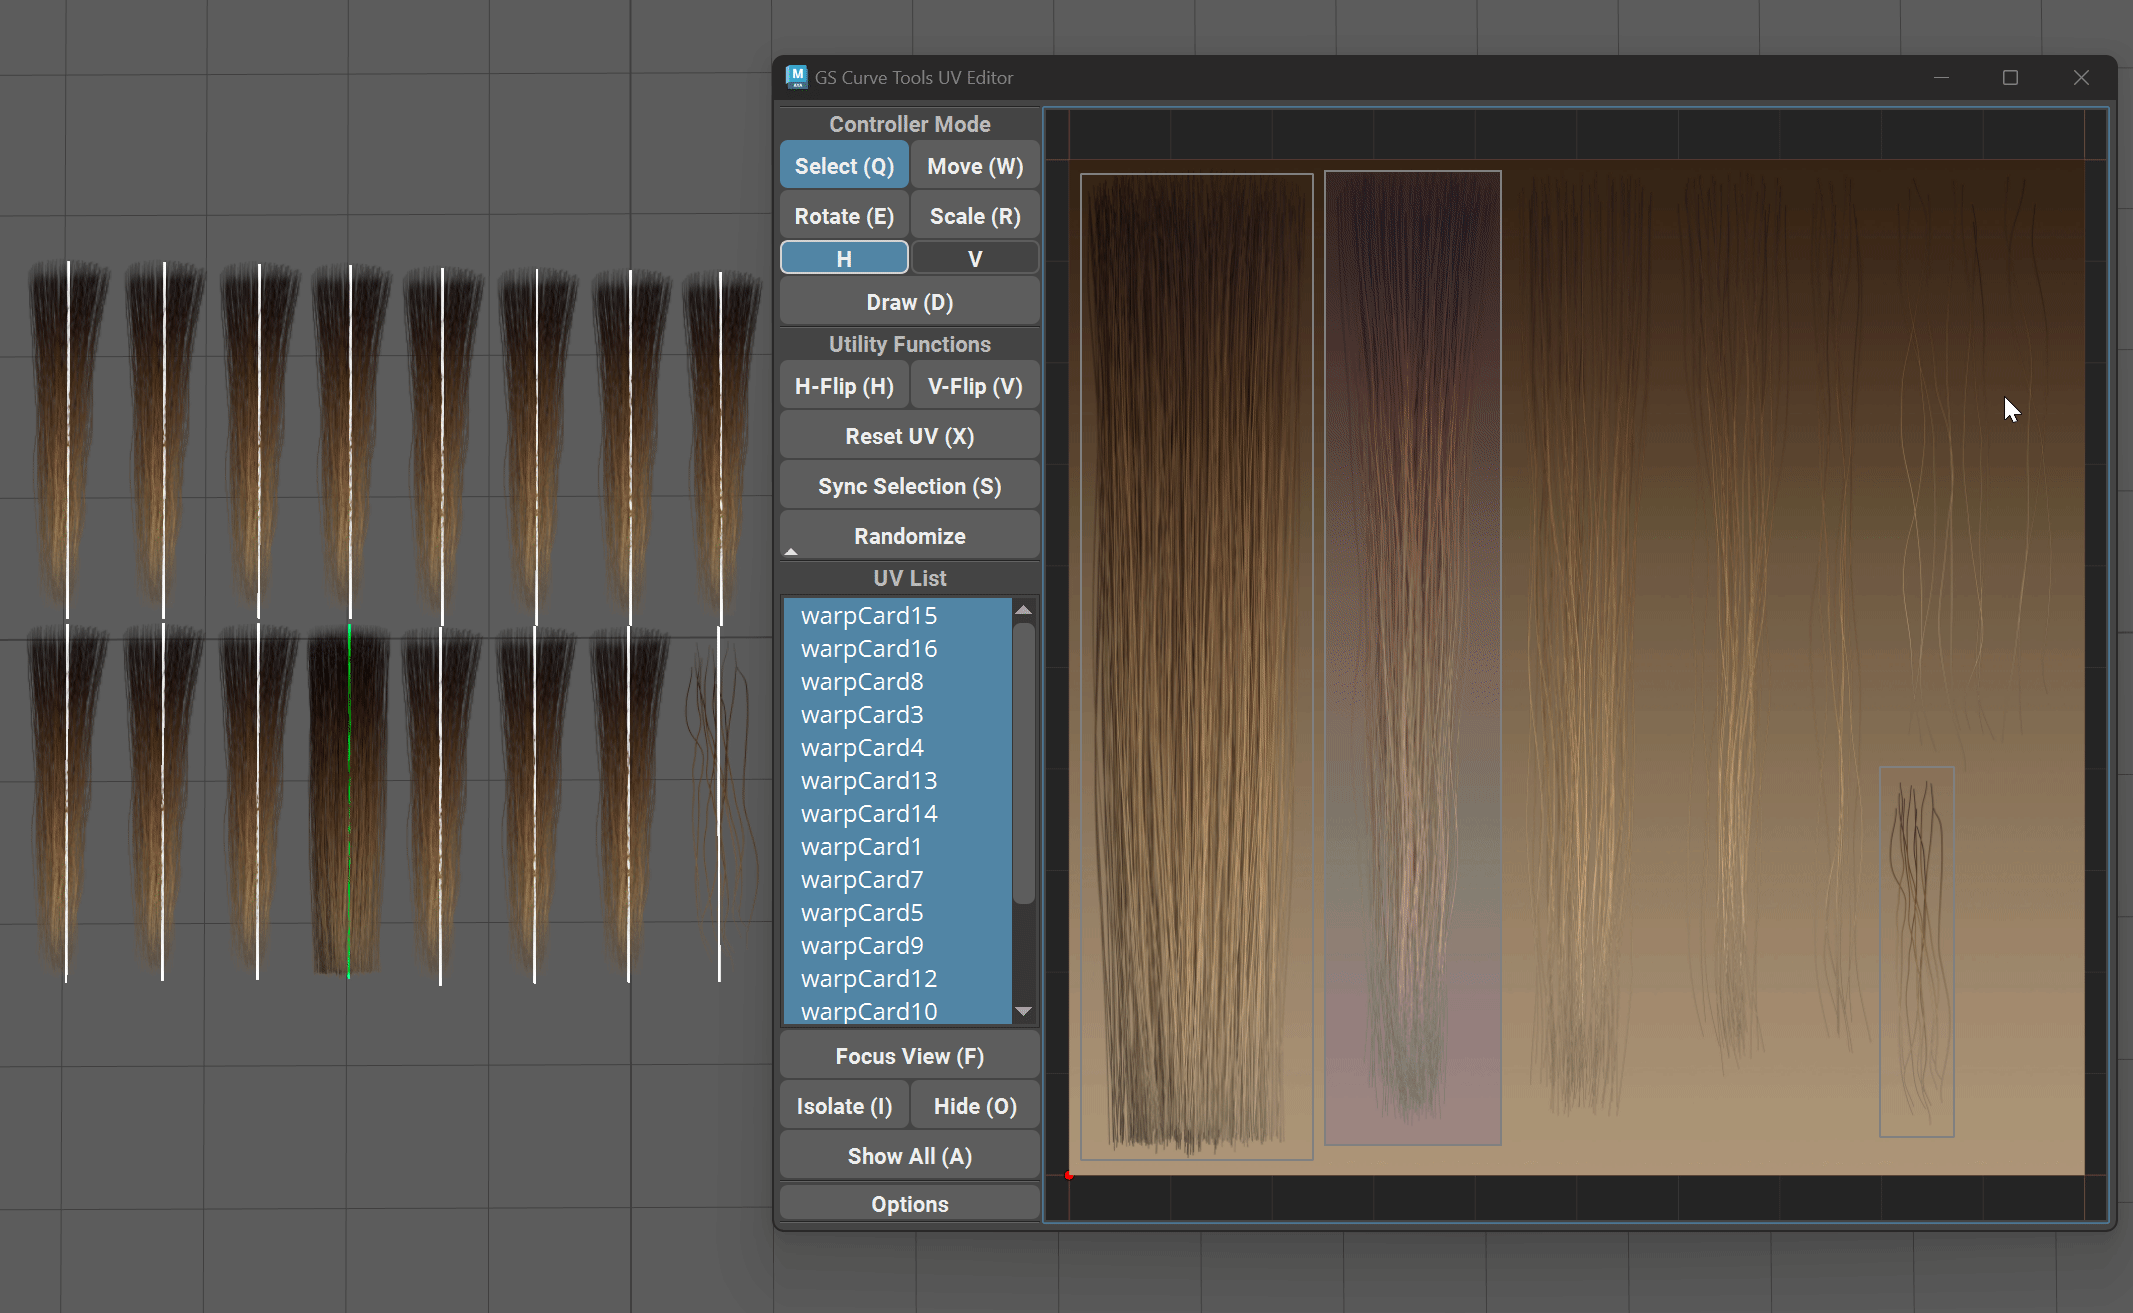 GS Curve Tools UV Editor
Controller Mode
Select (Q)
Move (W)
Rotate (E)
Scale (R)
H
V
Draw (D)
Utility Functions
H-Flip (H)
V-Flip (V)
Reset UV (X)
Sync Selection (S)
Randomize
UV List
warpCard15
warpCard16
warpCard8
warpCard3
warpCard4
warpCard13
warpCard14
warpCard1
warpCard7
warpCard5
warpCard9
warpCard12
warpCard10
Focus View (F)
Isolate (I)
Hide (O)
Show All (A)
Options